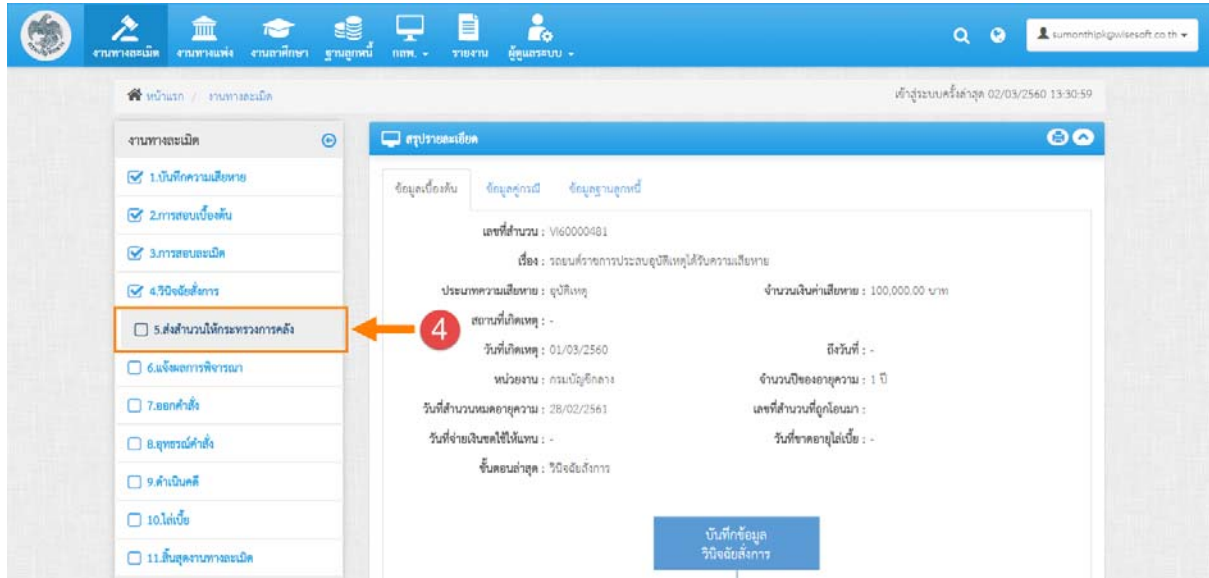 งานทางละเมิด งานทางแพ่ง งานอาศึกษา ฐานลูกหนี้ กสพ. รายงาน ผู้ดูแลระบบ sumonthipk@wisesoft.co.th
หน้าแรก / งานทางละเมิด เข้าสู่ระบบครั้งล่าสุด 02/03/2560 13:30:59
งานทางละเมิด สรุปรายละเอียด
1.บันทึกความเสียหาย
2.การสอบเบื้องต้น
3.การสอบละเมิด
4.วินิจฉัยสั่งการ
5.ส่งสำนวนให้กระทรวงการคลัง
6.แจ้งผลการพิจารณา
7.ออกคำสั่ง
8.อุทธรณ์คำสั่ง
9.ดำเนินคดี
10.ไล่เบี้ย
11.สิ้นสุดงานทางละเมิด
4
ข้อมูลเบื้องต้น ข้อมูลคู่กรณี ข้อมูลฐานลูกหนี้
เลขที่สำนวน : VI60000481
เรื่อง : รถยนต์ราชการประสบอุบัติเหตุได้รับความเสียหาย
ประเภทความเสียหาย : อุบัติเหตุ จำนวนเงินค่าเสียหาย : 100,000.00 บาท
สถานที่เกิดเหตุ : -
วันที่เกิดเหตุ : 01/03/2560 ถึงวันที่ : -
หน่วยงาน : กรมบัญชีกลาง จำนวนปีของอายุความ : 1 ปี
วันที่สำนวนหมดอายุความ : 28/02/2561 เลขที่สำนวนที่ถูกโอนมา :
วันที่จ่ายเงินชดใช้ให้แทน : - วันที่ขาดอายุไล่เบี้ย : -
ขั้นตอนล่าสุด : วินิจฉัยสั่งการ
บันทึกข้อมูล
วินิจฉัยสั่งการ